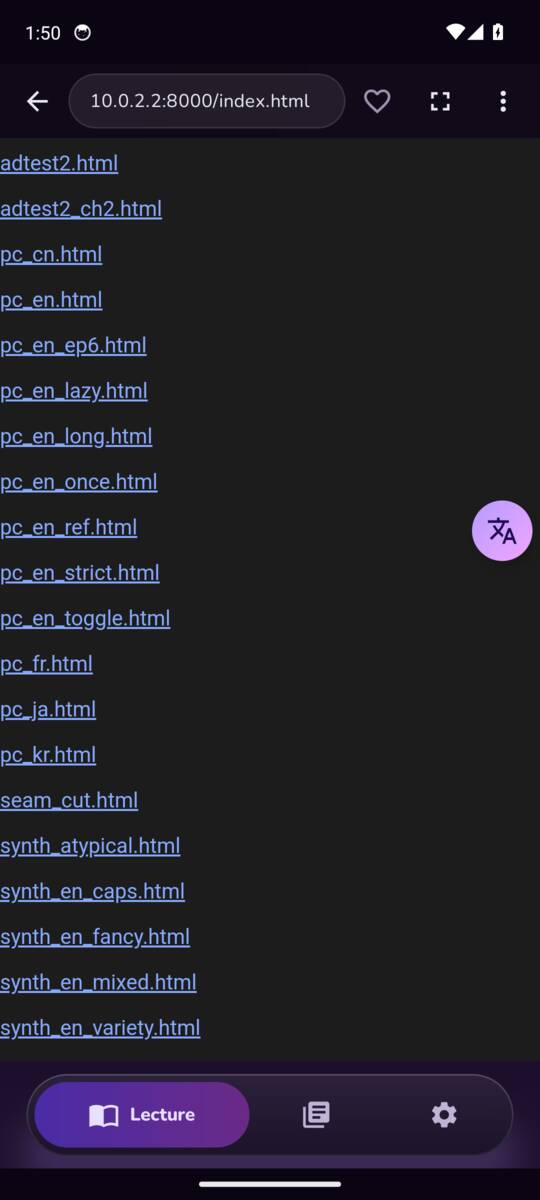 1:50
10.0.2.2:8000/index.html
adtest2.html
adtest2_ch2.html
pc_cn.html
pc_en.html
pc_en_ep6.html
pc_en_lazy.html
pc_en_long.html
pc_en_once.html
pc_en_ref.html
pc_en_strict.html
pc_en_toggle.html
pc_fr.html
pc_ja.html
pc_kr.html
seam_cut.html
synth_atypical.html
synth_en_caps.html
synth_en_fancy.html
synth_en_mixed.html
synth_en_variety.html
Lecture